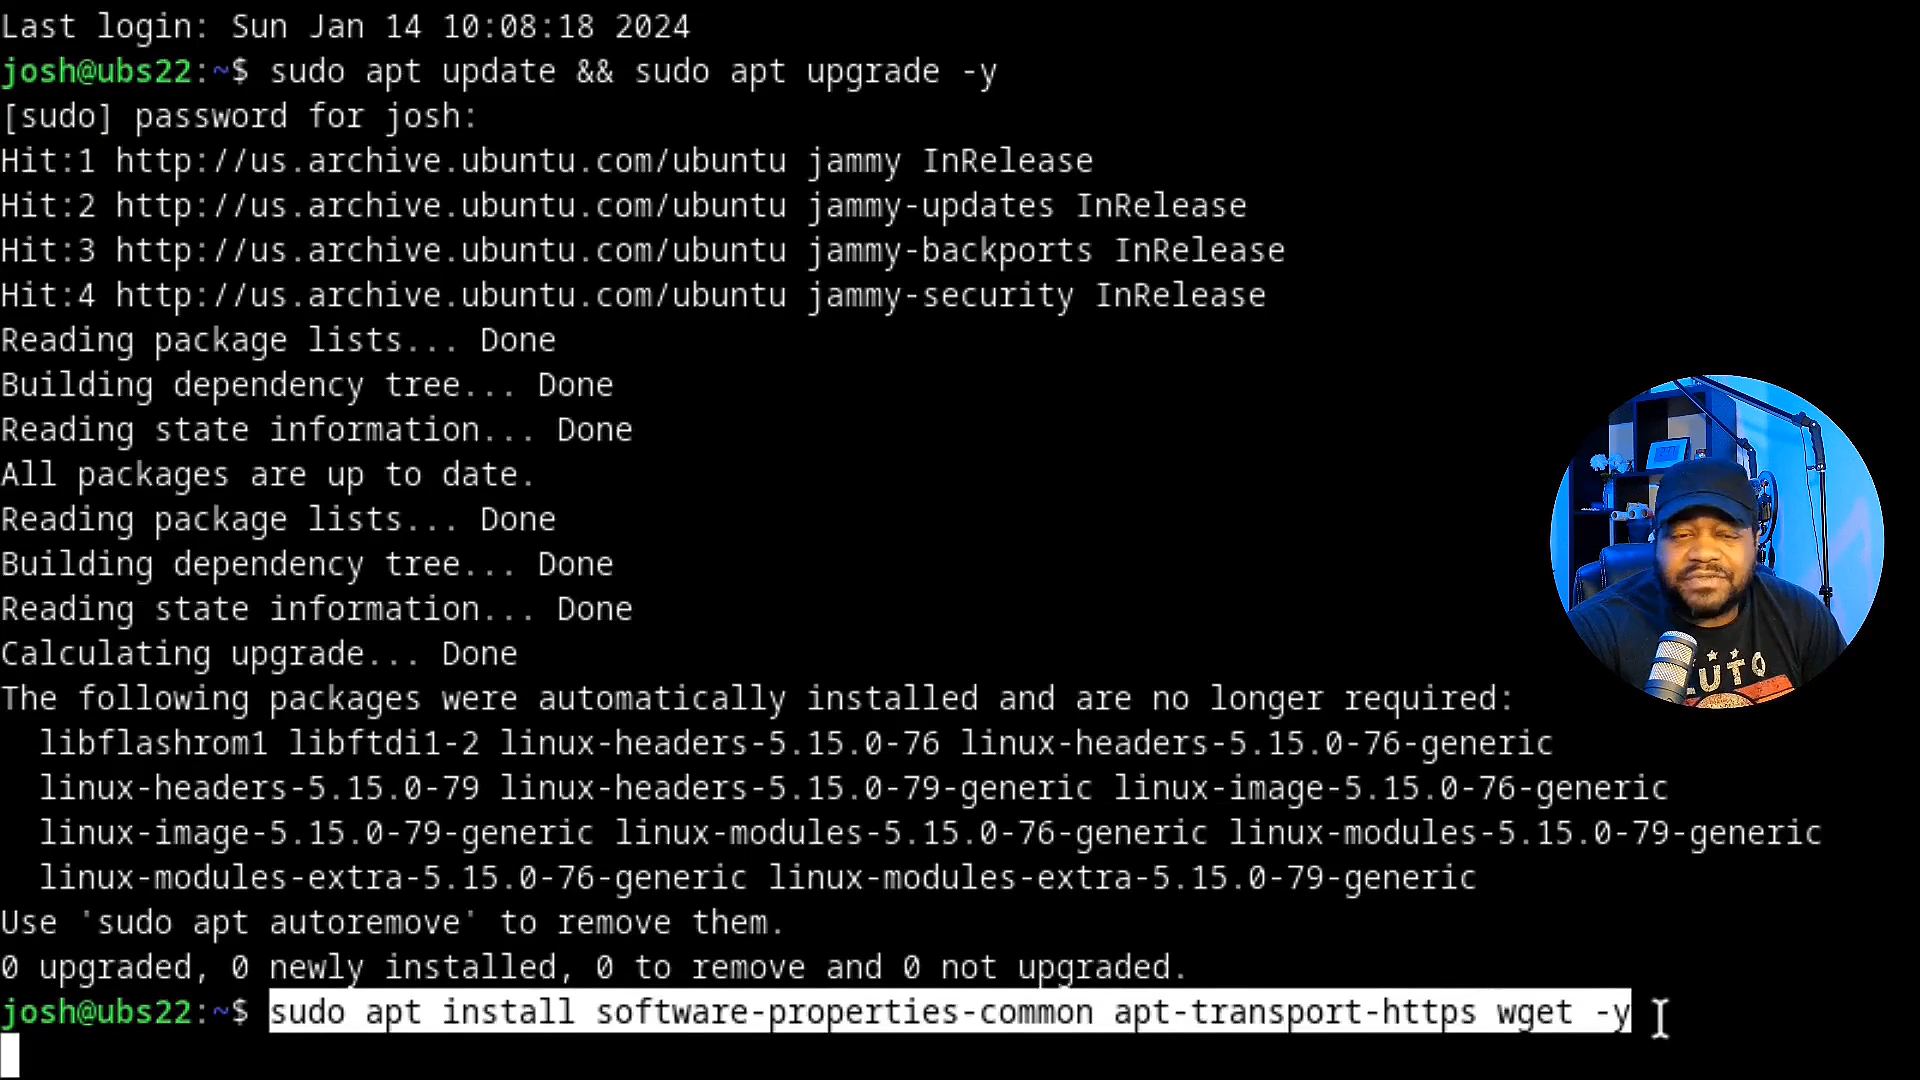 Last login: Sun Jan 14 10:08:18 2024
josh@ubs22:~$ sudo apt update && sudo apt upgrade -y
[sudo] password for josh:
Hit:1 http://us.archive.ubuntu.com/ubuntu jammy InRelease
Hit:2 http://us.archive.ubuntu.com/ubuntu jammy-updates InRelease
Hit:3 http://us.archive.ubuntu.com/ubuntu jammy-backports InRelease
Hit:4 http://us.archive.ubuntu.com/ubuntu jammy-security InRelease
Reading package lists... Done
Building dependency tree... Done
Reading state information... Done
All packages are up to date.
Reading package lists... Done
Building dependency tree... Done
Reading state information... Done
Calculating upgrade... Done
The following packages were automatically installed and are no longer required:
  libflashrom1 libftdi1-2 linux-headers-5.15.0-76 linux-headers-5.15.0-76-generic
  linux-headers-5.15.0-79 linux-headers-5.15.0-79-generic linux-image-5.15.0-76-generic
  linux-image-5.15.0-79-generic linux-modules-5.15.0-76-generic linux-modules-5.15.0-79-generic
  linux-modules-extra-5.15.0-76-generic linux-modules-extra-5.15.0-79-generic
Use 'sudo apt autoremove' to remove them.
0 upgraded, 0 newly installed, 0 to remove and 0 not upgraded.
josh@ubs22:~$ sudo apt install software-properties-common apt-transport-https wget -y